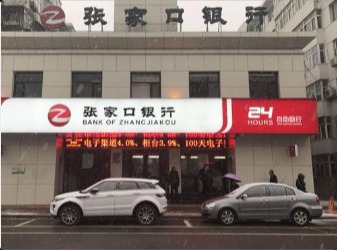 张家口银行
张家口银行
BANK OF ZHANGJIAKOU
24
HOURS
自助银行
电子渠道4.0%，柜台3.9%，100天电子